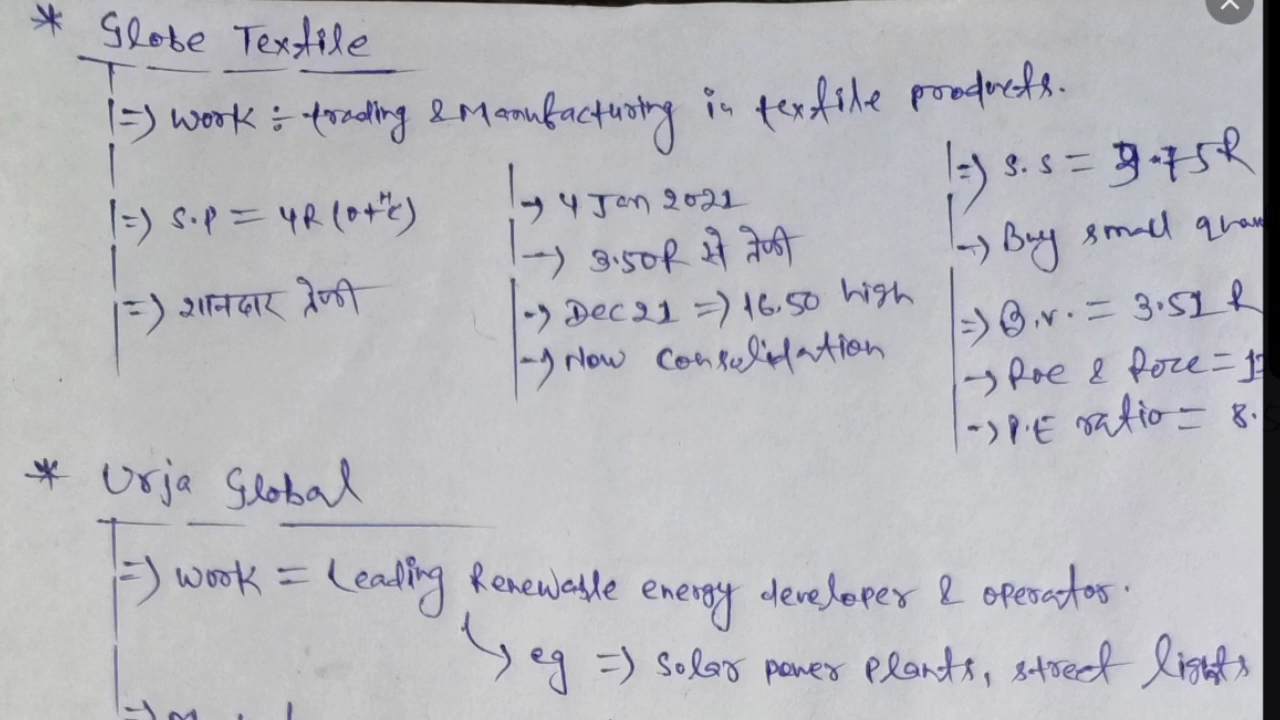 * Globe Textile
=> Work ÷ trading & Manufacturing in textile products.
=> S.P = 4R
=> शानदार तेजी
-> 4 Jan 2021
-> 3.50R से तेजी
-> Dec 21 => 16.50 high
-> Now Consolidation
=> S.S = 3.75R
-> Buy small
=> B.V. = 3.51 R
-> Roe & Roce =
-> P.E ratio = 8.
* Urja Global
=> Work = Leading Renewable energy developer & operator.
eg => Solar power plants, street lights